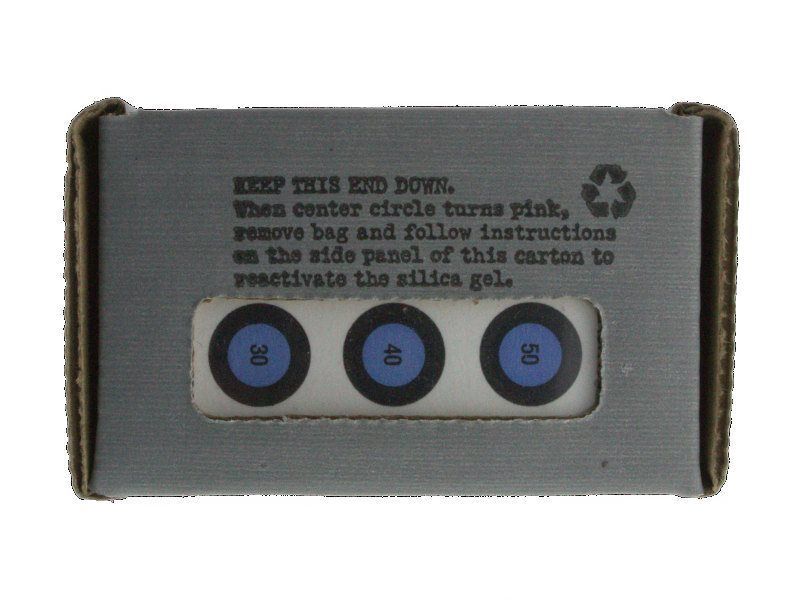 KEEP THIS END DOWN.
When center circle turns pink,
remove bag and follow instructions
on the side panel of this carton to
reactivate the silica gel.
30 40 50